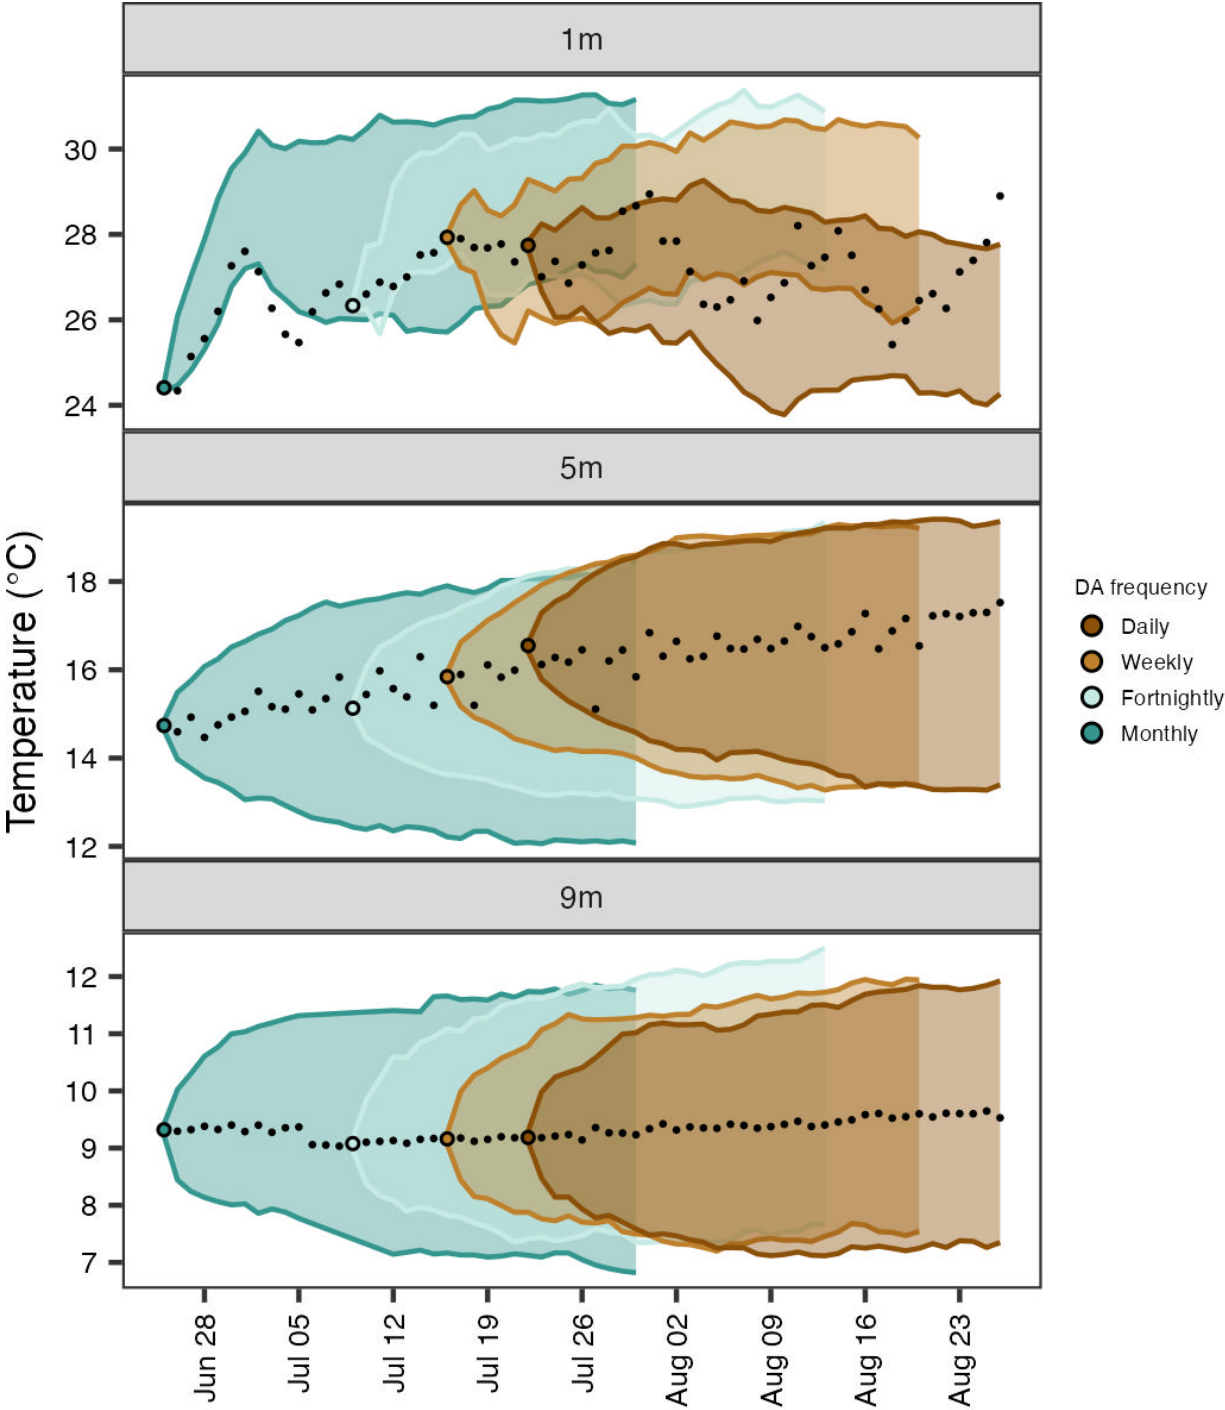 1m
30
28
26
24
5m
18
16
14
12
9m
12
11
10
9
8
7
Temperature (°C)
Jun 28
Jul 05
Jul 12
Jul 19
Jul 26
Aug 02
Aug 09
Aug 16
Aug 23
DA frequency
Daily
Weekly
Fortnightly
Monthly